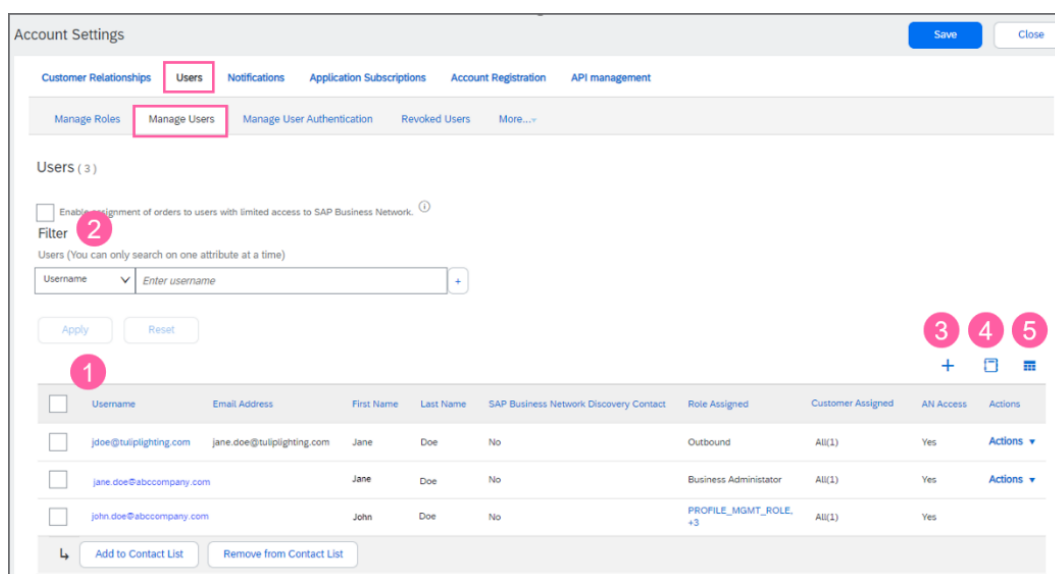 Account Settings
Save
Close
Customer Relationships
Users
Notifications
Application Subscriptions
Account Registration
API management
Manage Roles
Manage Users
Manage User Authentication
Revoked Users
More...
Users (3)
Enable assignment of orders to users with limited access to SAP Business Network.
Filter
2
Users (You can only search on one attribute at a time)
Username
Enter username
+
Apply
Reset
3
4
5
1
Username
Email Address
First Name
Last Name
SAP Business Network Discovery Contact
Role Assigned
Customer Assigned
AN Access
Actions
jdoe@tuliplighting.com
jane.doe@tuliplighting.com
Jane
Doe
No
Outbound
All(1)
Yes
Actions
jane.doe@abccompany.com
Jane
Doe
No
Business Administator
All(1)
Yes
Actions
john.doe@abccompany.com
John
Doe
No
PROFILE_MGMT_ROLE,
+3
All(1)
Yes
Add to Contact List
Remove from Contact List